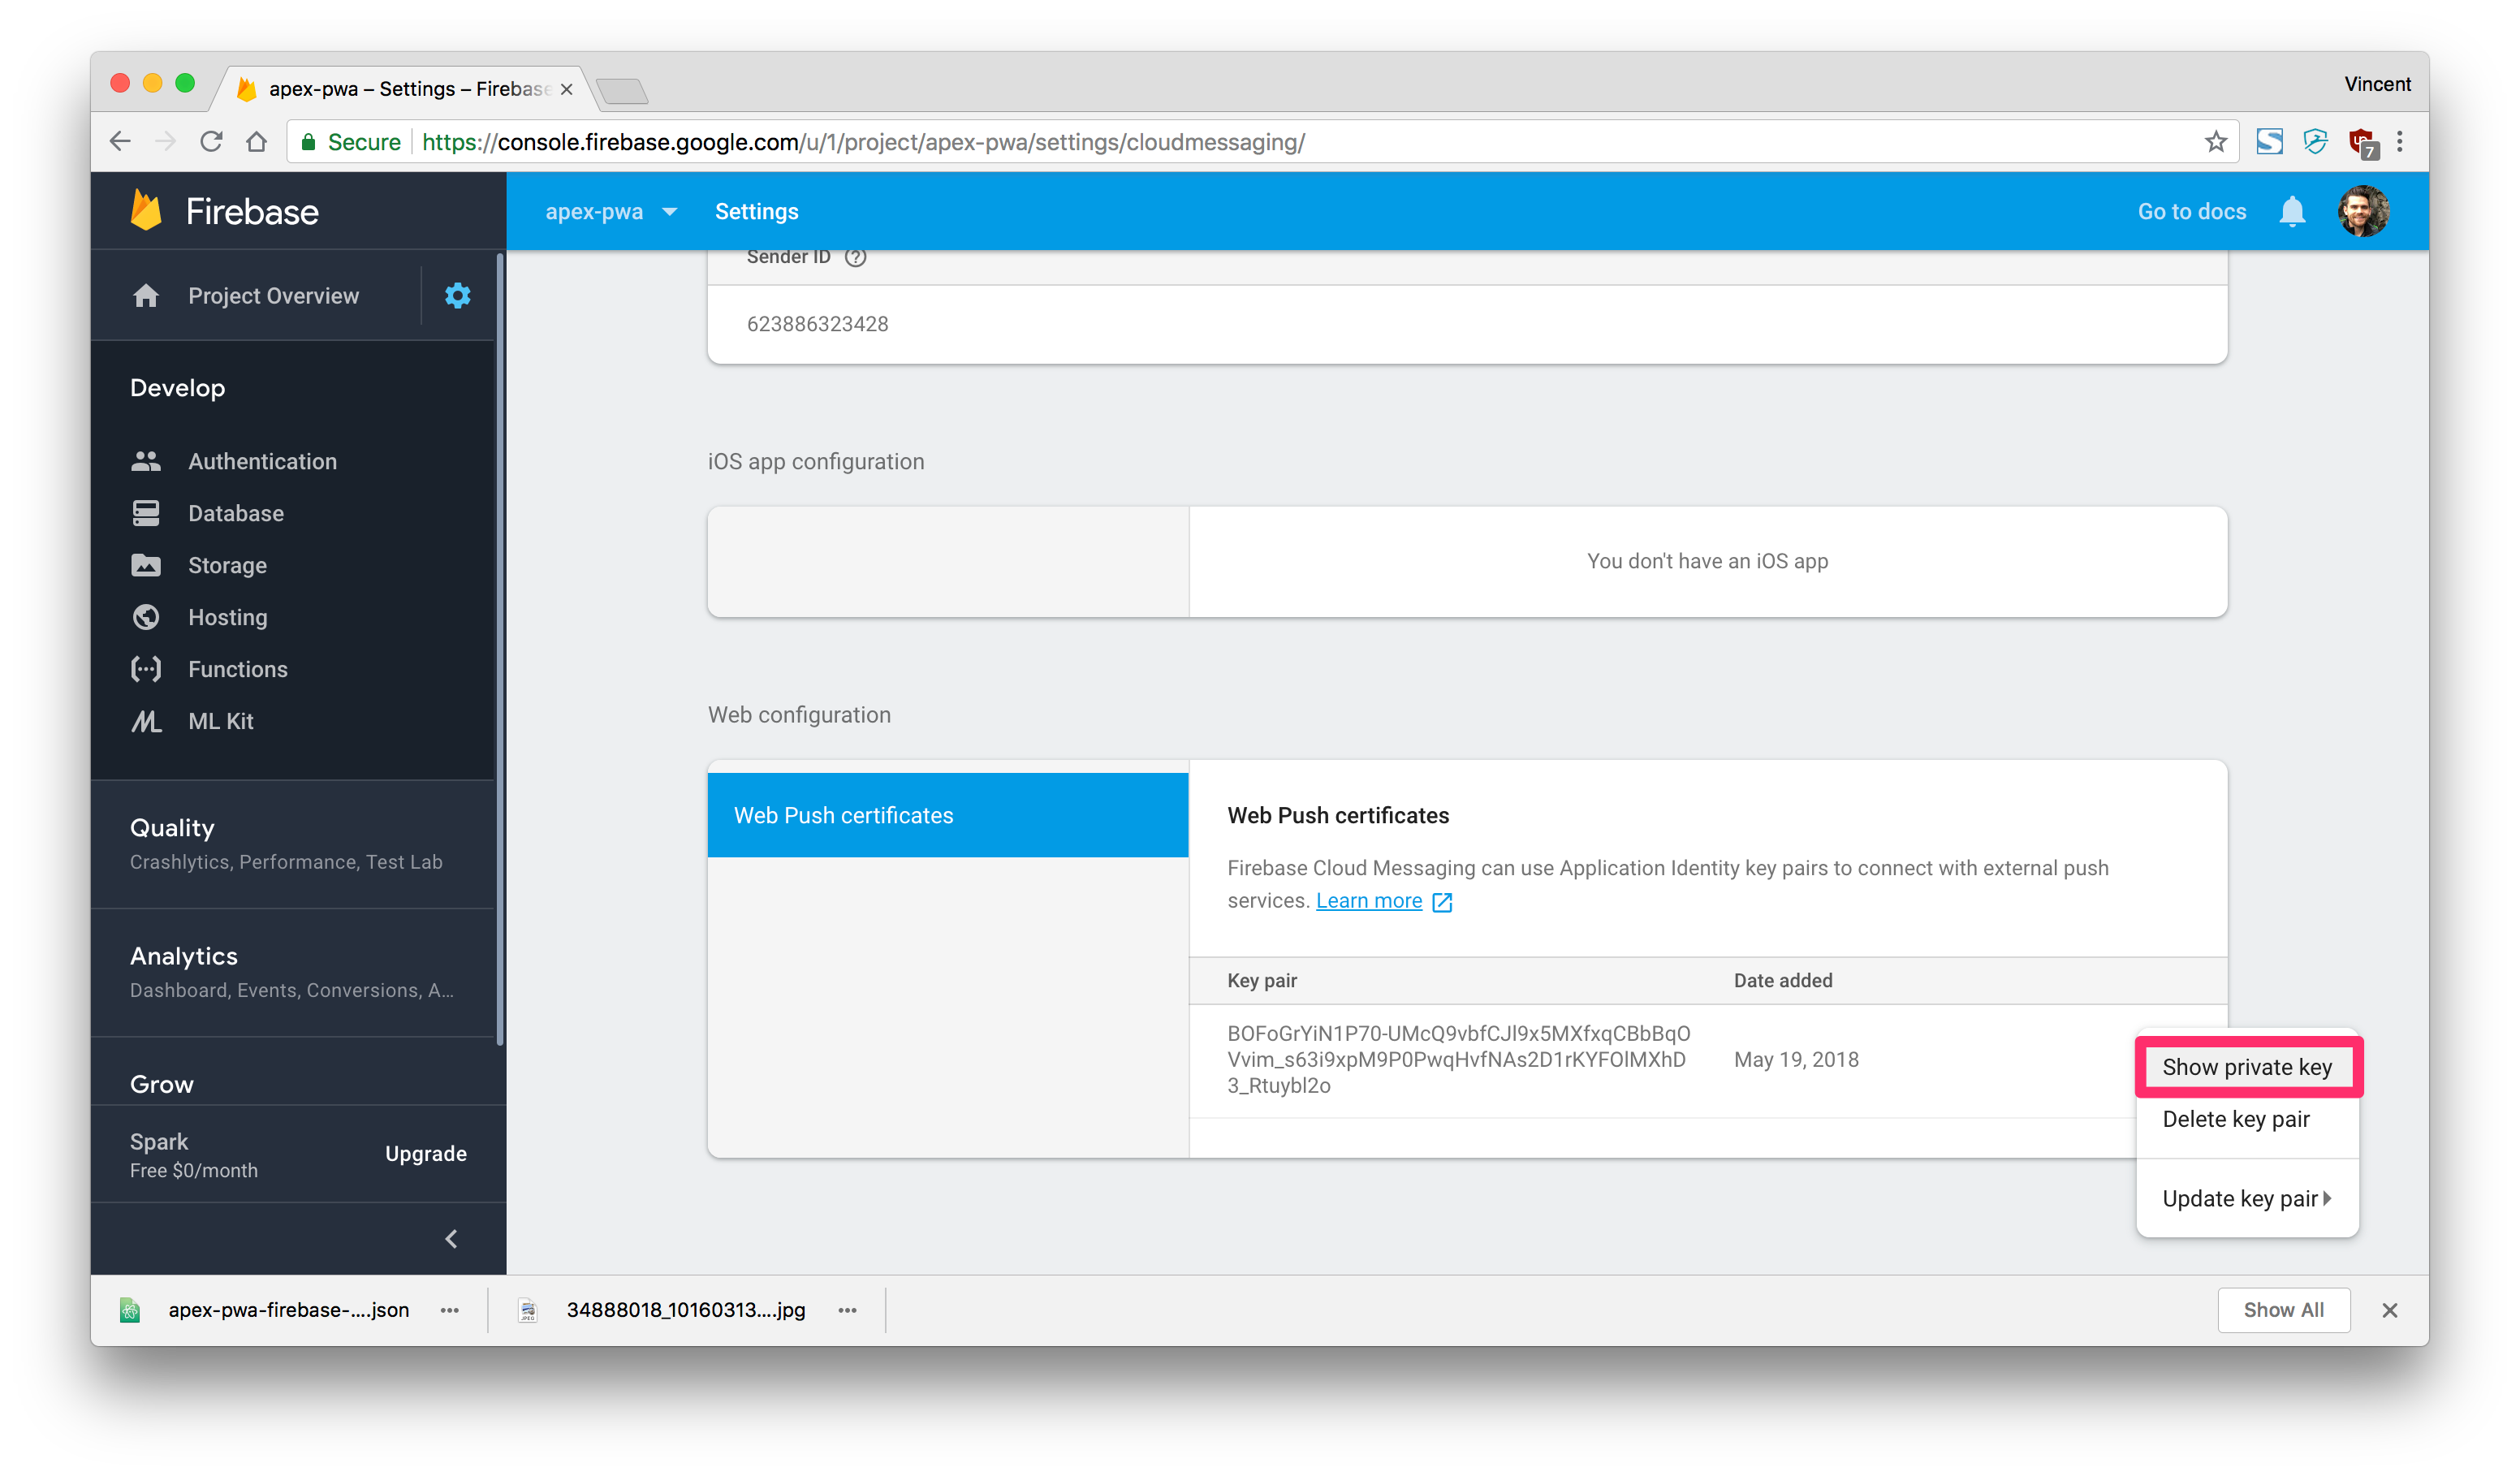 apex-pwa – Settings – Firebase
Vincent
Secure
https://console.firebase.google.com/u/1/project/apex-pwa/settings/cloudmessaging/
7
Firebase
apex-pwa
Settings
Go to docs
Project Overview
Develop
Authentication
Database
Storage
Hosting
Functions
ML Kit
Quality
Crashlytics, Performance, Test Lab
Analytics
Dashboard, Events, Conversions, A...
Grow
Spark
Free $0/month
Upgrade
Sender ID
623886323428
iOS app configuration
You don't have an iOS app
Web configuration
Web Push certificates
Web Push certificates
Firebase Cloud Messaging can use Application Identity key pairs to connect with external push
services. Learn more
Key pair
Date added
BOFoGrYiN1P70-UMcQ9vbfCJl9x5MXfxqCBbBqO
Vvim_s63i9xpM9P0PwqHvfNAs2D1rKYFOlMXhD
3_Rtuybl2o
May 19, 2018
Show private key
Delete key pair
Update key pair
apex-pwa-firebase-....json
34888018_10160313....jpg
Show All